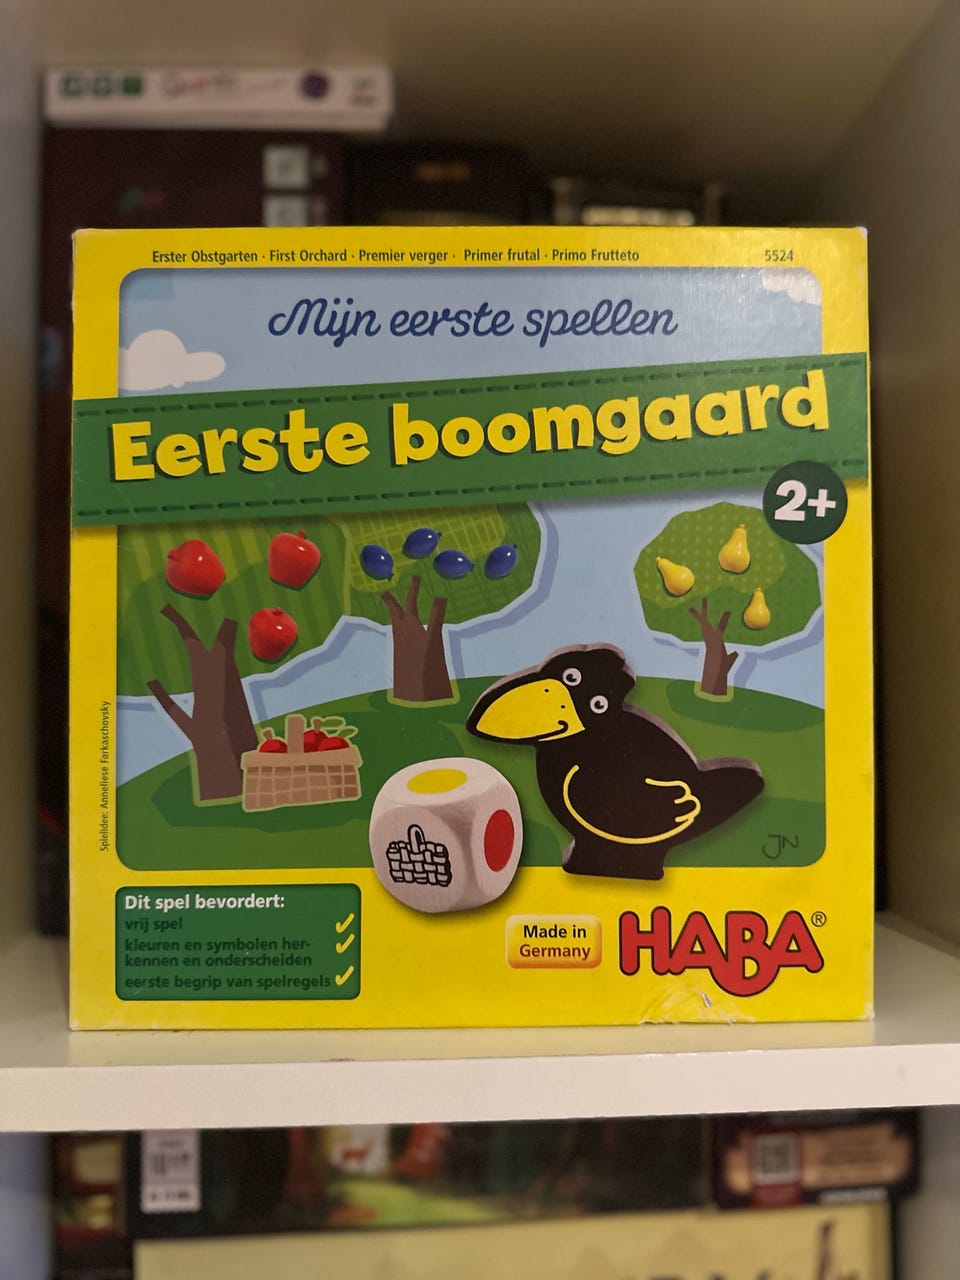 Erster Obstgarten · First Orchard · Premier verger · Primer frutal · Primo Frutteto
5524
Mijn eerste spellen
Eerste boomgaard
2+
Spielidee: Anneliese Farkaschovsky
JN
Dit spel bevordert:
vrij spel
kleuren en symbolen her-
kennen en onderscheiden
eerste begrip van spelregels
Made in
Germany
HABA®